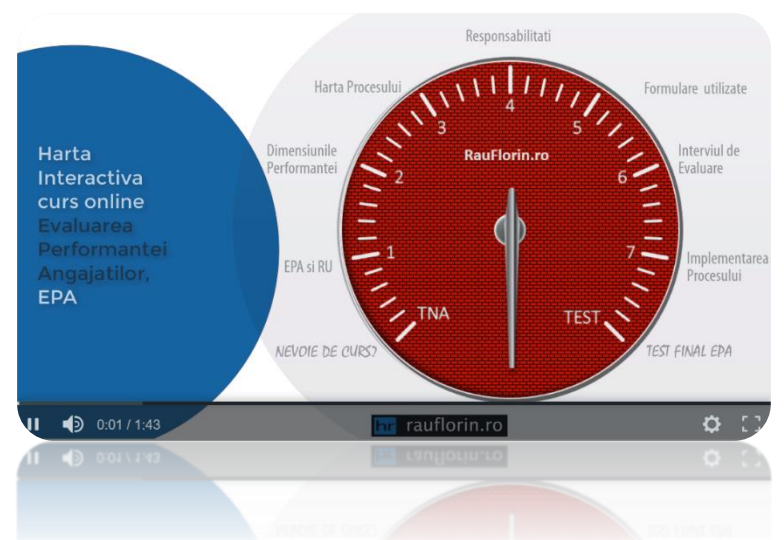 Harta
Interactiva
curs online
Evaluarea
Performantei
Angajatilor,
EPA
Responsabilitati
Harta Procesului
Formulare utilizate
Dimensiunile
Performantei
Interviul de
Evaluare
EPA si RU
Implementarea
Procesului
NEVOIE DE CURS?
TEST FINAL EPA
RauFlorin.ro
TNA
1
2
3
4
5
6
7
TEST
0:01 / 1:43
hr rauflorin.ro